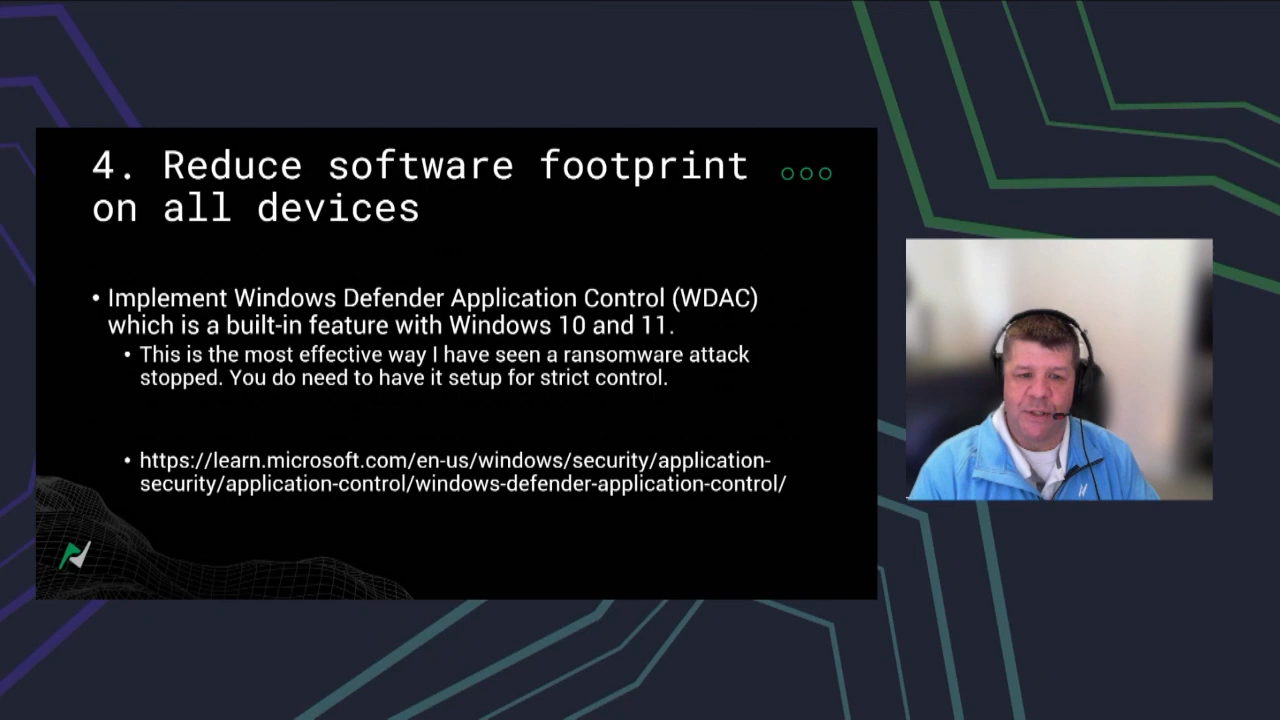 4. Reduce software footprint
on all devices
• Implement Windows Defender Application Control (WDAC)
which is a built-in feature with Windows 10 and 11.
• This is the most effective way I have seen a ransomware attack
stopped. You do need to have it setup for strict control.
• https://learn.microsoft.com/en-us/windows/security/application-
security/application-control/windows-defender-application-control/